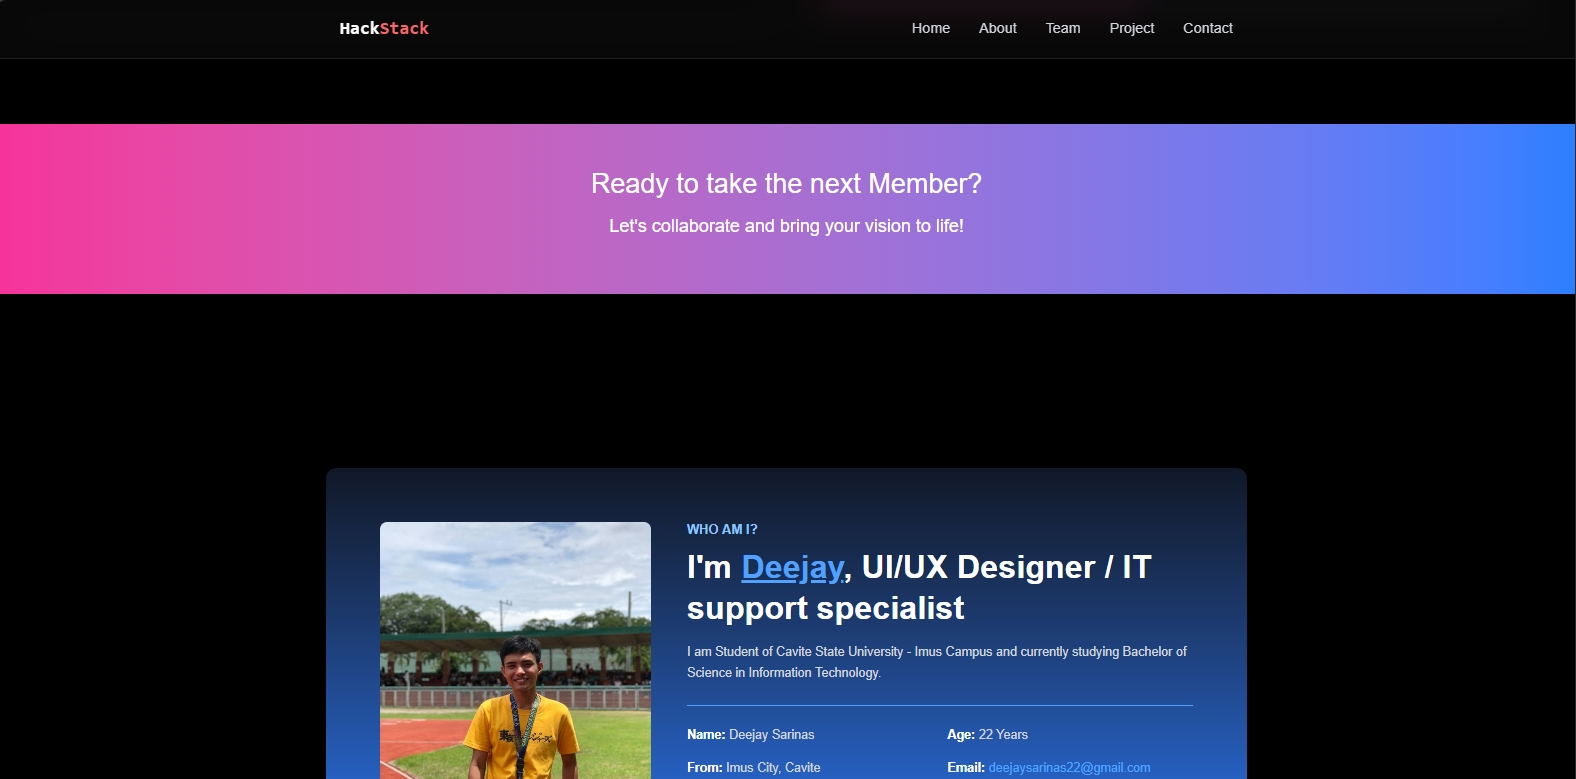 HackStack
Home About Team Project Contact
Ready to take the next Member?
Let's collaborate and bring your vision to life!
WHO AM I?
I'm Deejay, UI/UX Designer / IT
support specialist
I am Student of Cavite State University - Imus Campus and currently studying Bachelor of
Science in Information Technology.
Name: Deejay Sarinas
Age: 22 Years
From: Imus City, Cavite
Email: deejaysarinas22@gmail.com